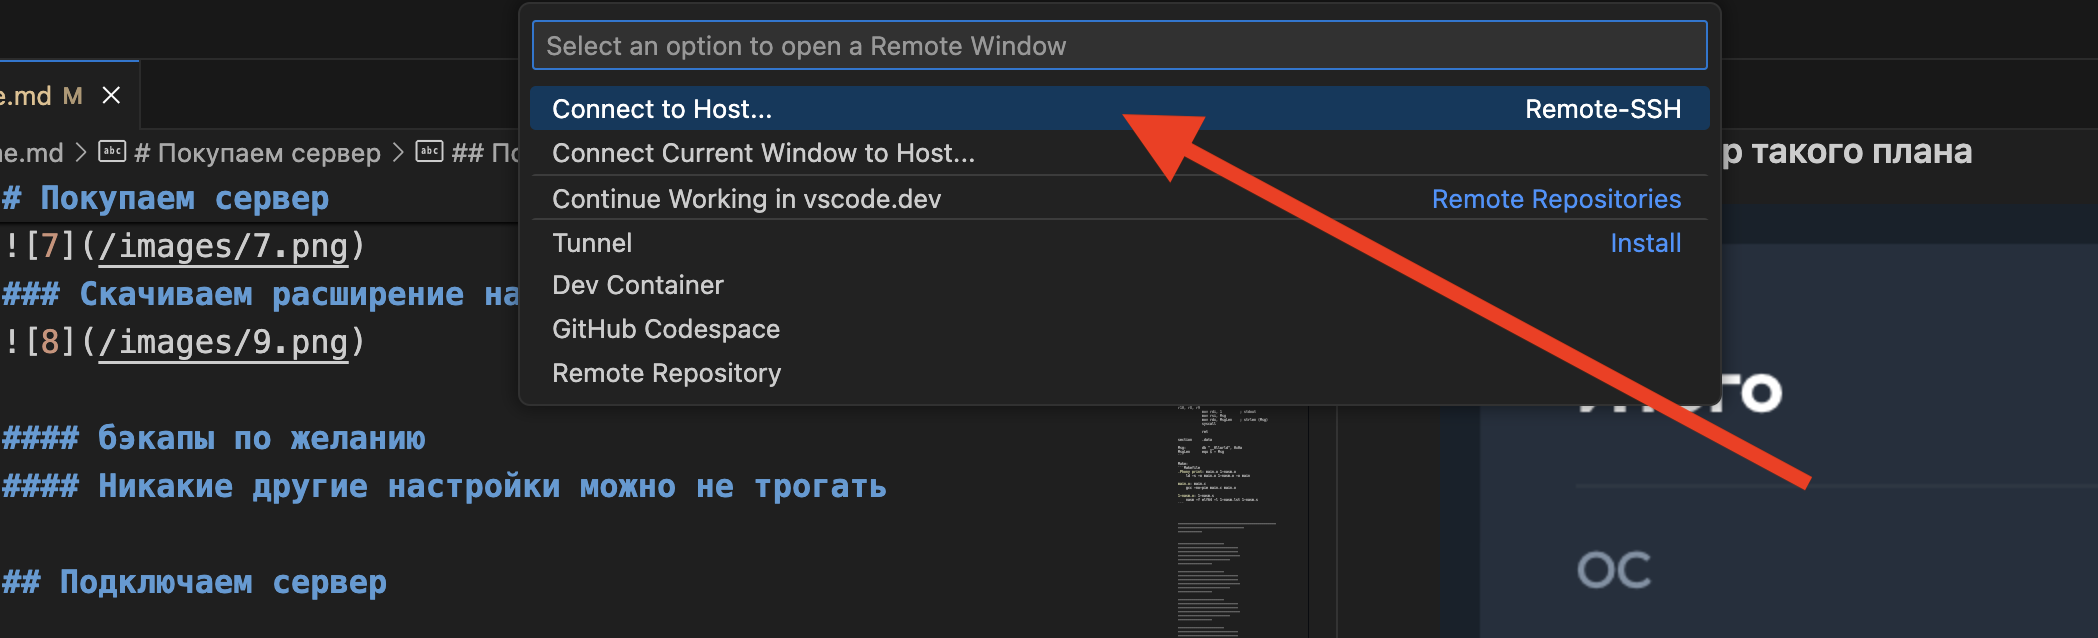 Select an option to open a Remote Window
Connect to Host... Remote-SSH
Connect Current Window to Host...
Continue Working in vscode.dev Remote Repositories
Tunnel Install
Dev Container
GitHub Codespace
Remote Repository
e.md M
e.md > # Покупаем сервер > ##
# Покупаем сервер
![7](/images/7.png)
### Скачиваем расширение на
![8](/images/9.png)
#### бэкапы по желанию
#### Никакие другие настройки можно не трогать
## Подключаем сервер
р такого плана
ОС